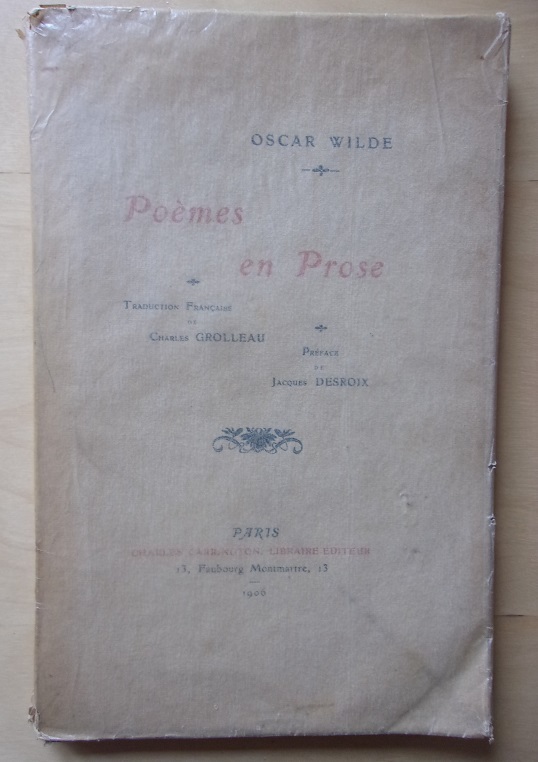 OSCAR WILDE
Poèmes
en Prose
Traduction Française
DE
Charles GROLLEAU
Préface
DE
Jacques DESROIX
PARIS
CHARLES CARRINGTON, LIBRAIRE-ÉDITEUR
13, Faubourg Montmartre, 13
1906